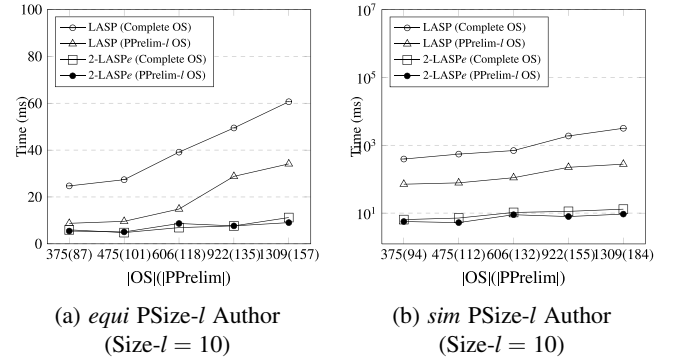 100
80
60
40
20
0
Time (ms)
LASP (Complete OS)
LASP (PPrelim-l OS)
2-LASPe (Complete OS)
2-LASPe (PPrelim-l OS)
375(87) 475(101) 606(118) 922(135) 1309(157)
|OS|(|PPrelim|)
(a) equi PSize-l Author
(Size-l = 10)
10^7
10^5
10^3
10^1
Time (ms)
LASP (Complete OS)
LASP (PPrelim-l OS)
2-LASPe (Complete OS)
2-LASPe (PPrelim-l OS)
375(94) 475(112) 606(132) 922(155) 1309(184)
|OS|(|PPrelim|)
(b) sim PSize-l Author
(Size-l = 10)